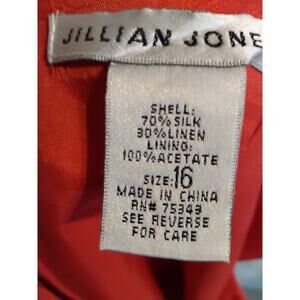 JILLIAN JONE
SHELL:
70% SILK
30% LINEN
LINING:
100% ACETATE
SIZE: 16
MADE IN CHINA
RN# 75343
SEE REVERSE
FOR CARE